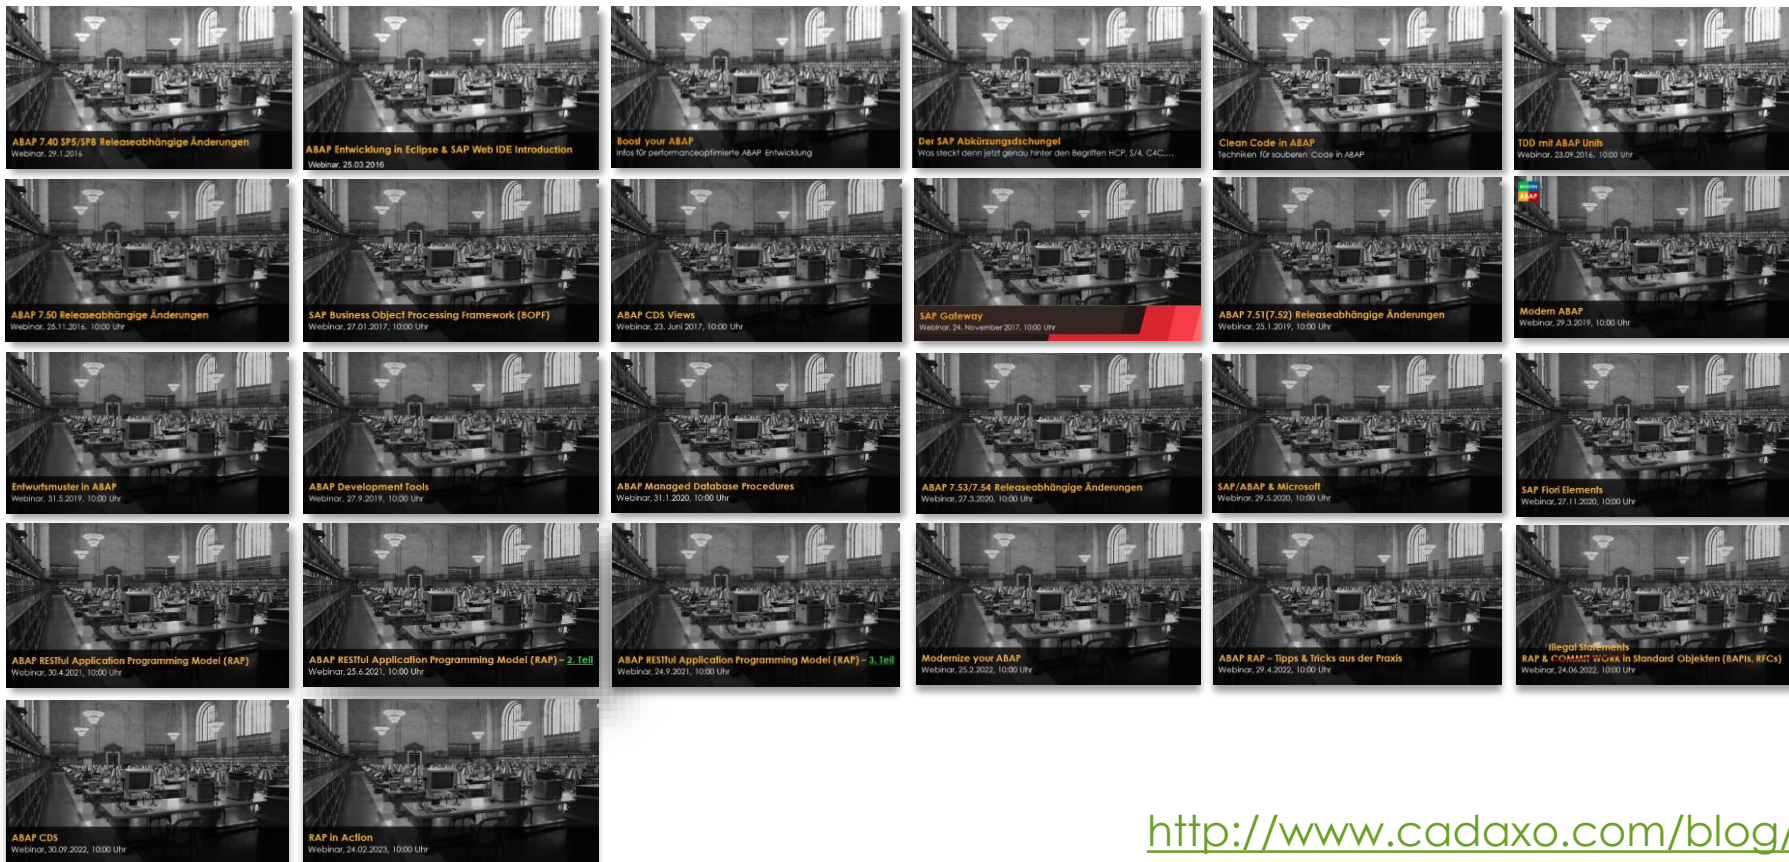 ABAP 7.40 SP5/SP8 Releaseabhängige Änderungen
Webinar, 29.1.2016
ABAP Entwicklung in Eclipse & SAP Web IDE Introduction
Webinar, 25.03.2016
Boost your ABAP
Infos für performanceoptimierte ABAP Entwicklung
Der SAP Abkürzungsdschungel
Was steckt denn jetzt genau hinter den Begriffen HCP, S/4, C4C,...
Clean Code in ABAP
Techniken für sauberen Code in ABAP
TDD mit ABAP Units
Webinar, 23.09.2016, 10:00 Uhr
ABAP 7.50 Releaseabhängige Änderungen
Webinar, 25.11.2016, 10:00 Uhr
SAP Business Object Processing Framework (BOPF)
Webinar, 27.01.2017, 10:00 Uhr
ABAP CDS Views
Webinar, 23. Juni 2017, 10:00 Uhr
SAP Gateway
Webinar, 24. November 2017, 10:00 Uhr
ABAP 7.51(7.52) Releaseabhängige Änderungen
Webinar, 25.1.2019, 10:00 Uhr
MODERN
ABAP
Modern ABAP
Webinar, 29.3.2019, 10:00 Uhr
Entwurfsmuster in ABAP
Webinar, 31.5.2019, 10:00 Uhr
ABAP Development Tools
Webinar, 27.9.2019, 10:00 Uhr
ABAP Managed Database Procedures
Webinar, 31.1.2020, 10:00 Uhr
ABAP 7.53/7.54 Releaseabhängige Änderungen
Webinar, 27.3.2020, 10:00 Uhr
SAP/ABAP & Microsoft
Webinar, 29.5.2020, 10:00 Uhr
SAP Fiori Elements
Webinar, 27.11.2020, 10:00 Uhr
ABAP RESTful Application Programming Model (RAP)
Webinar, 30.4.2021, 10:00 Uhr
ABAP RESTful Application Programming Model (RAP) – 2. Teil
Webinar, 25.6.2021, 10:00 Uhr
ABAP RESTful Application Programming Model (RAP) – 3. Teil
Webinar, 24.9.2021, 10:00 Uhr
Modernize your ABAP
Webinar, 25.2.2022, 10:00 Uhr
ABAP RAP – Tipps & Tricks aus der Praxis
Webinar, 29.4.2022, 10:00 Uhr
Illegal Statements
RAP & COMMIT WORK in Standard Objekten (BAPIs, RFCs)
Webinar, 24.06.2022, 10:00 Uhr
ABAP CDS
Webinar, 30.09.2022, 10:00 Uhr
RAP in Action
Webinar, 24.02.2023, 10:00 Uhr
http://www.cadaxo.com/blog/